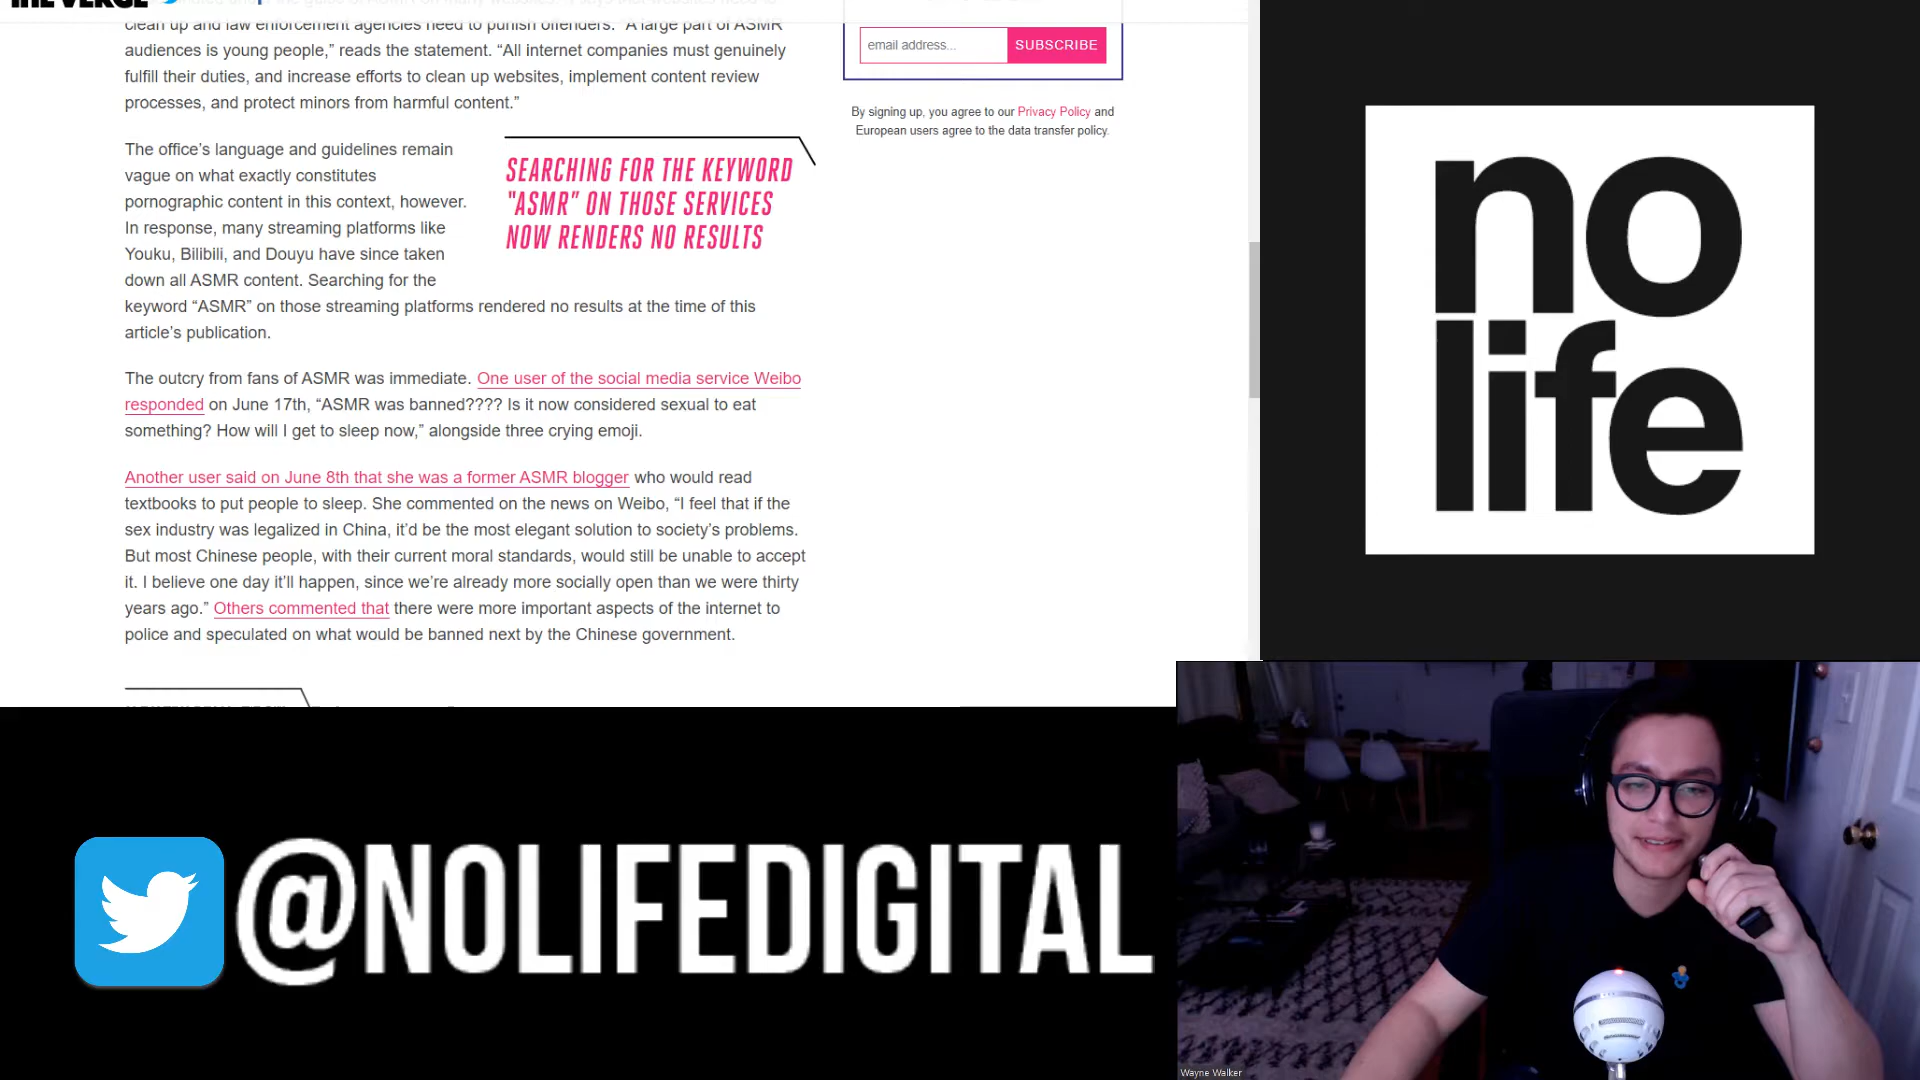 THE VERGE
clean up and law enforcement agencies need to punish offenders. “A large part of ASMR
audiences is young people,” reads the statement. “All internet companies must genuinely
fulfill their duties, and increase efforts to clean up websites, implement content review
processes, and protect minors from harmful content.”
The office’s language and guidelines remain
vague on what exactly constitutes
pornographic content in this context, however.
In response, many streaming platforms like
Youku, Bilibili, and Douyu have since taken
down all ASMR content. Searching for the
keyword “ASMR” on those streaming platforms rendered no results at the time of this
article’s publication.
SEARCHING FOR THE KEYWORD
"ASMR” ON THOSE SERVICES
NOW RENDERS NO RESULTS
The outcry from fans of ASMR was immediate. One user of the social media service Weibo
responded on June 17th, “ASMR was banned???? Is it now considered sexual to eat
something? How will I get to sleep now,” alongside three crying emoji.
Another user said on June 8th that she was a former ASMR blogger who would read
textbooks to put people to sleep. She commented on the news on Weibo, “I feel that if the
sex industry was legalized in China, it’d be the most elegant solution to society’s problems.
But most Chinese people, with their current moral standards, would still be unable to accept
it. I believe one day it’ll happen, since we’re already more socially open than we were thirty
years ago.” Others commented that there were more important aspects of the internet to
police and speculated on what would be banned next by the Chinese government.
email address...
SUBSCRIBE
By signing up, you agree to our Privacy Policy and
European users agree to the data transfer policy.
no
life
@NOLIFEDIGITAL
Wayne Walker